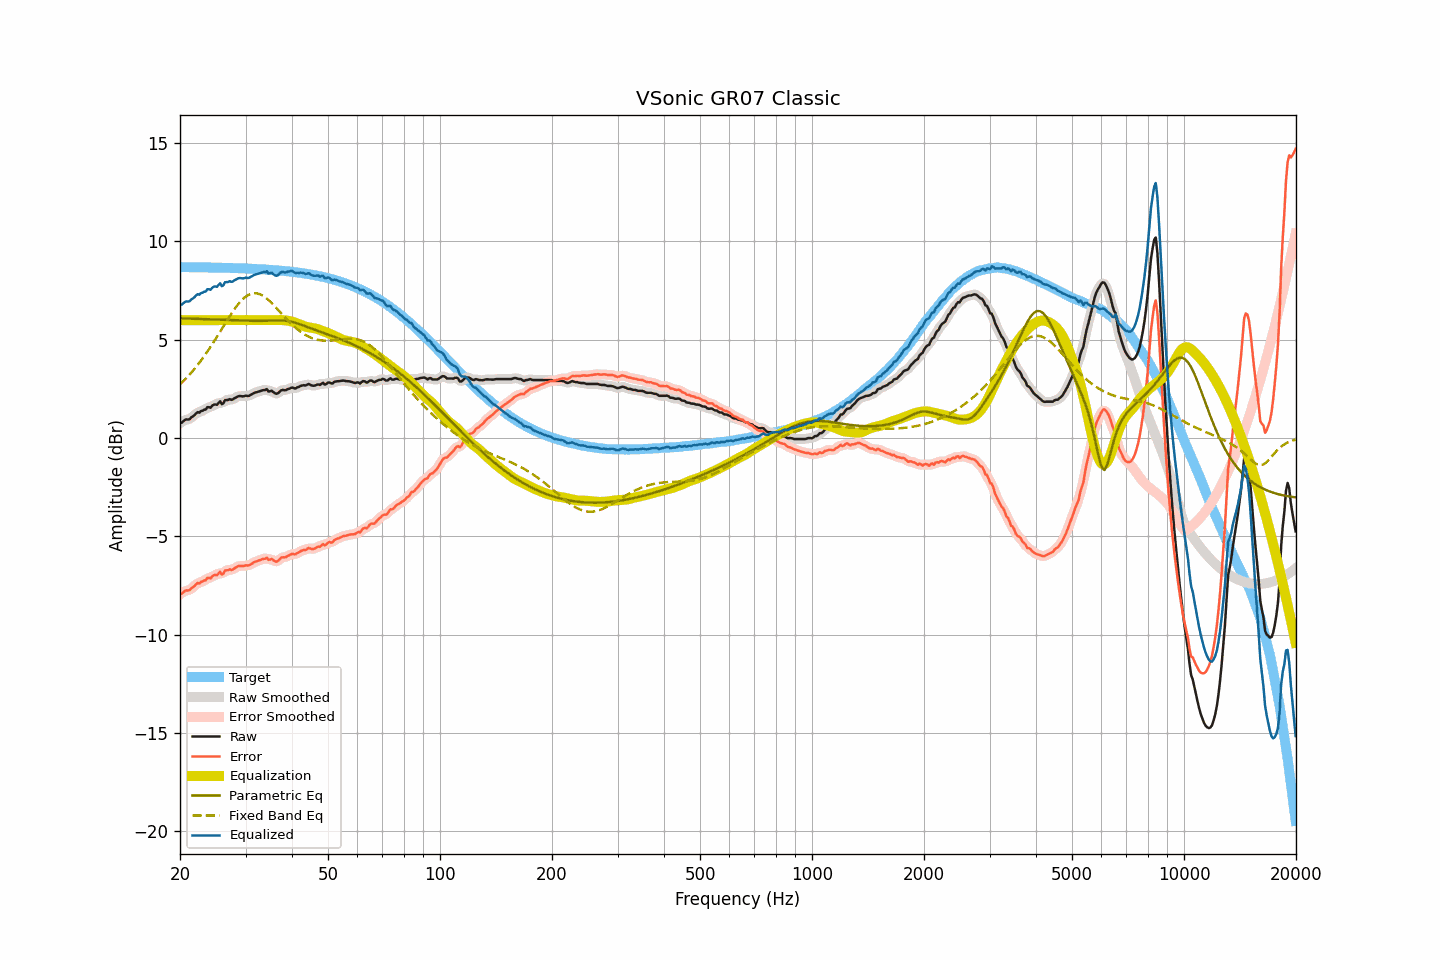 VSonic GR07 Classic
Amplitude (dBr)
15
10
5
0
−5
−10
−15
−20
Target
Raw Smoothed
Error Smoothed
Raw
Error
Equalization
Parametric Eq
Fixed Band Eq
Equalized
20 50 100 200 500 1000 2000 5000 10000 20000
Frequency (Hz)